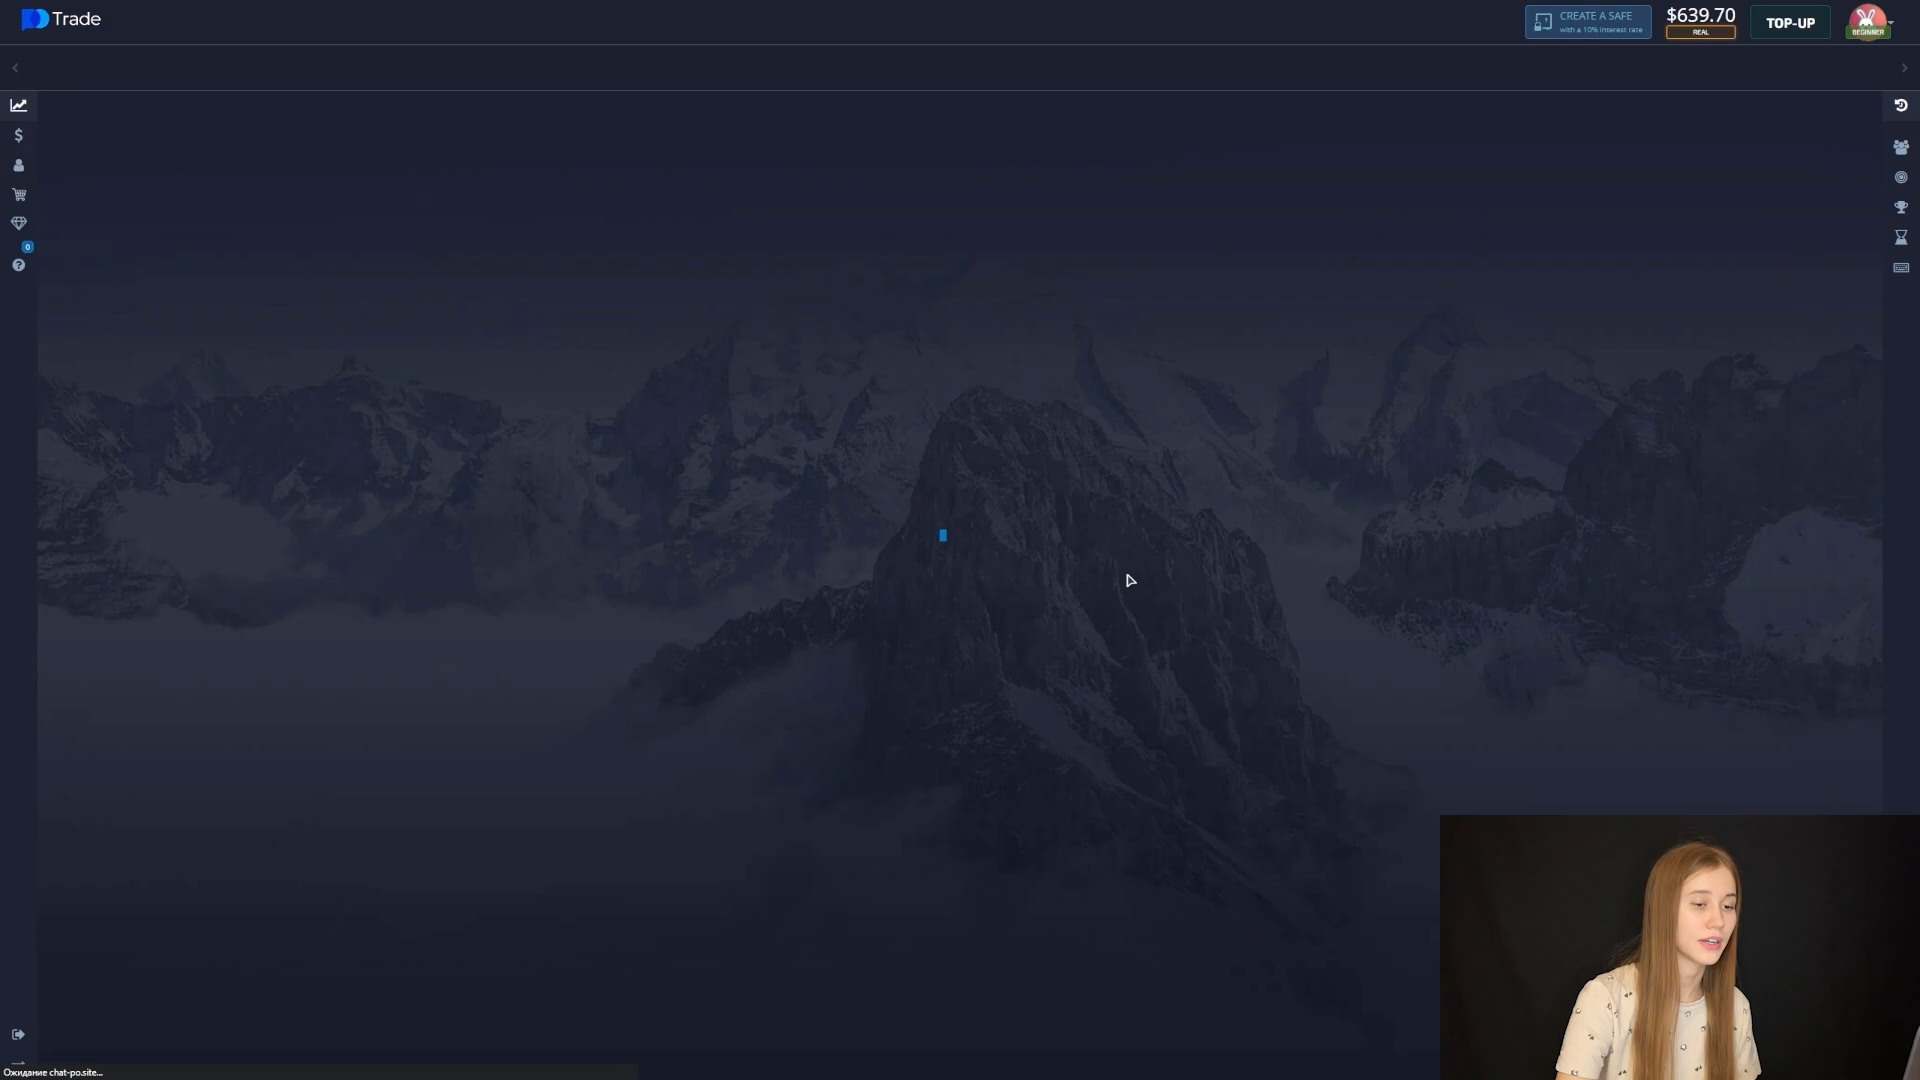 Trade
CREATE A SAFE
with a 10% interest rate
$639.70
REAL
TOP-UP
BEGINNER
0
Ожидание chat-po.site...